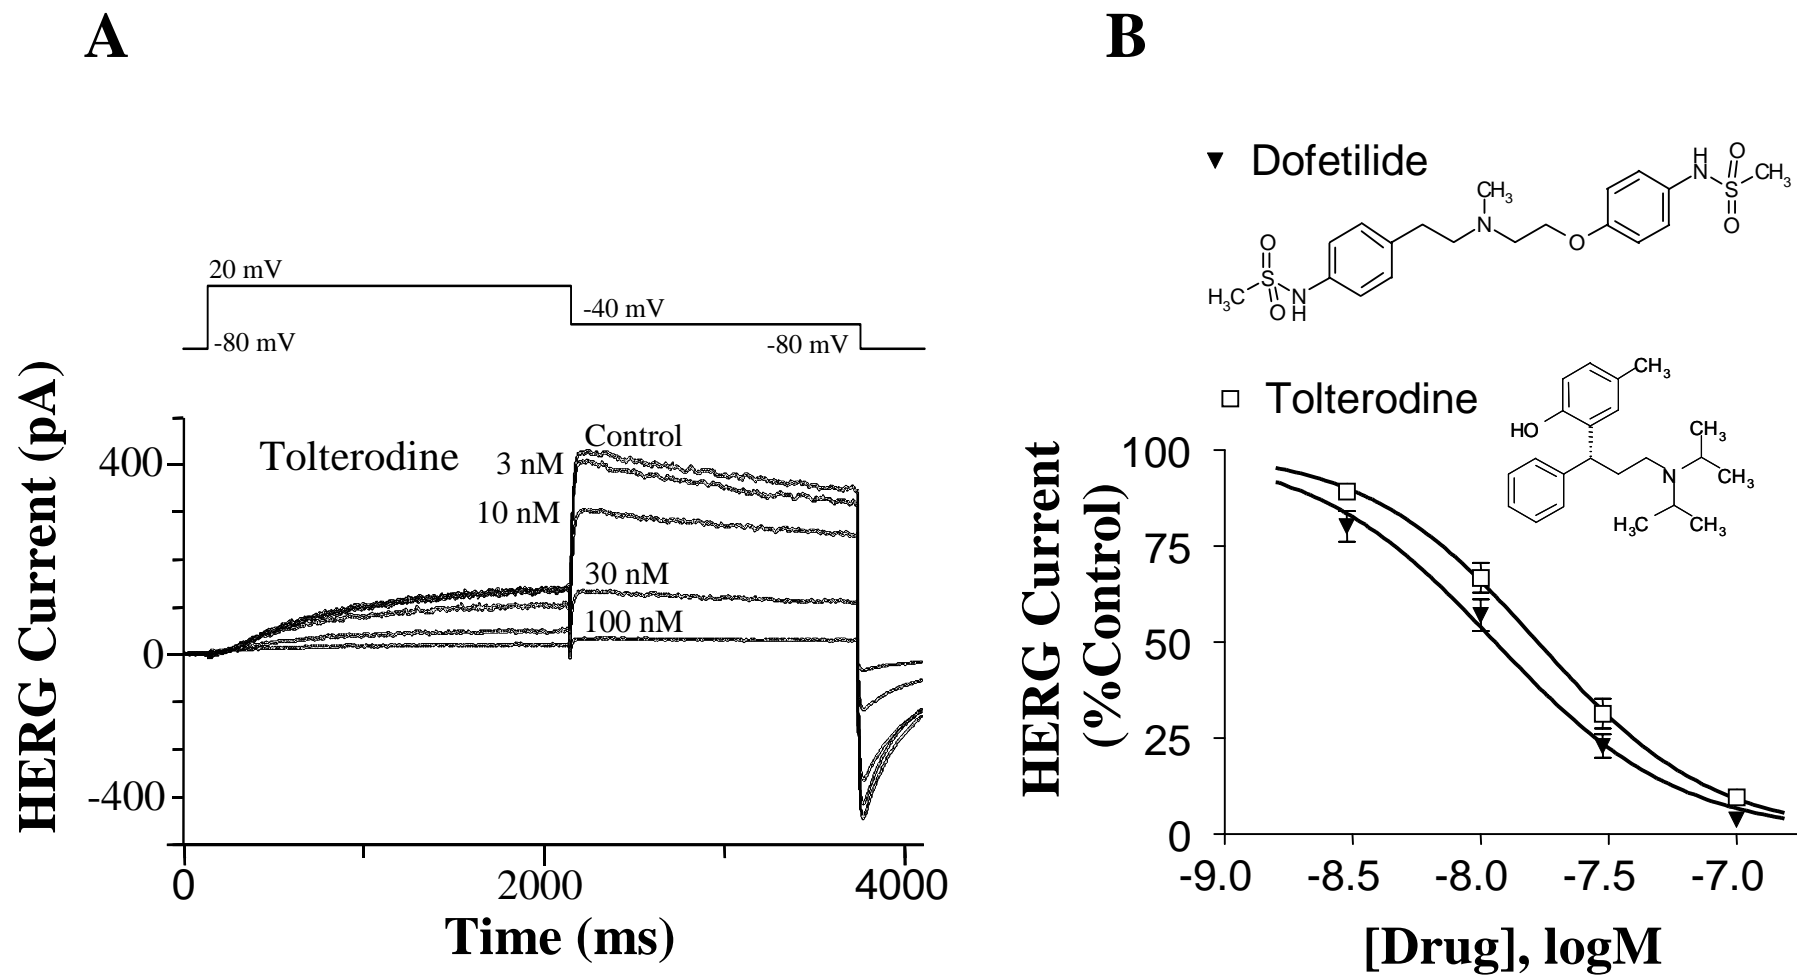 A
20 mV
-80 mV
-40 mV
-80 mV
HERG Current (pA)
400
0
-400
Tolterodine
Control
3 nM
10 nM
30 nM
100 nM
0
2000
4000
Time (ms)
B
Dofetilide
H₃C
O
S
O
N
H
CH₃
N
O
H
N
O
S
O
CH₃
Tolterodine
CH₃
HO
N
CH₃
CH₃
H₃C
CH₃
HERG Current
(%Control)
100
75
50
25
0
-9.0
-8.5
-8.0
-7.5
-7.0
[Drug], logM